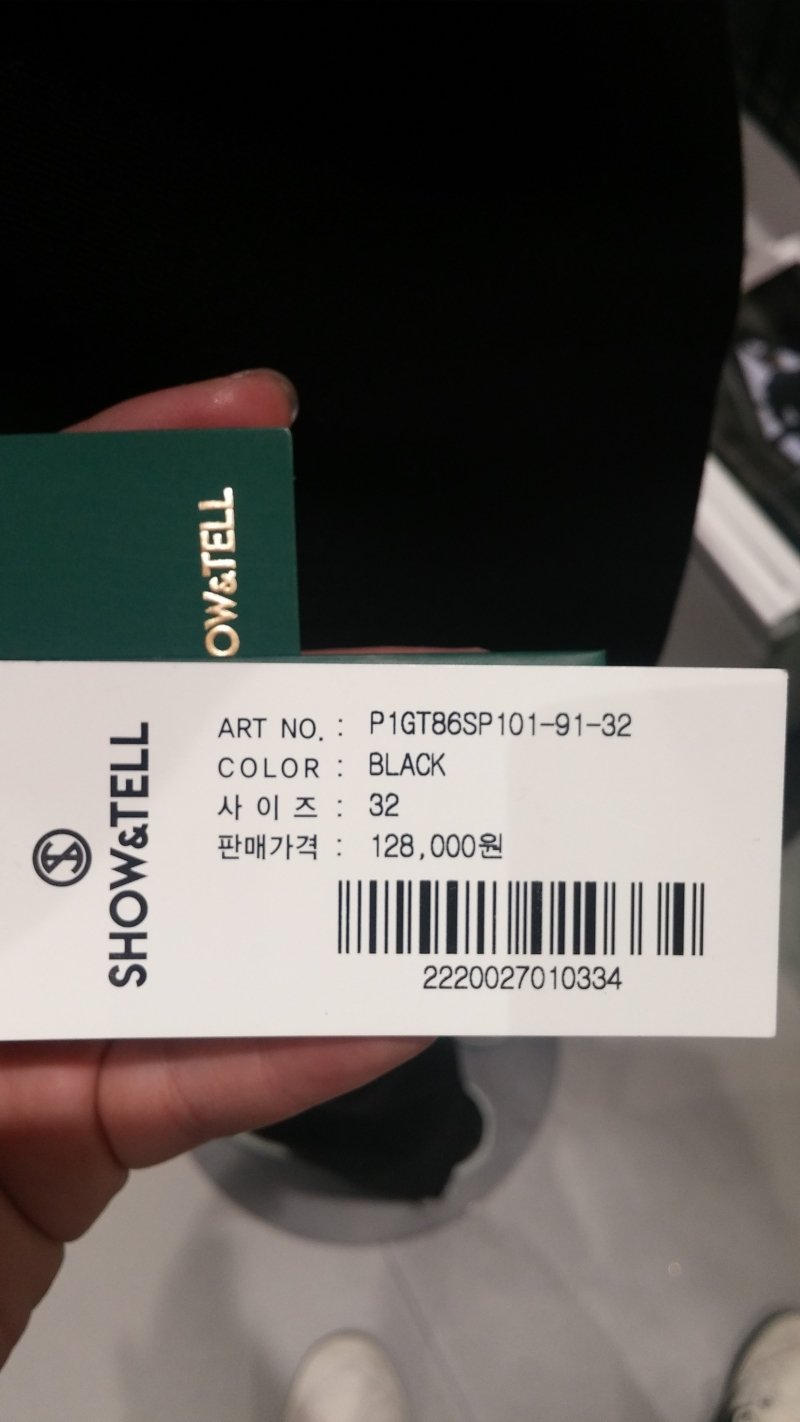 OW&TELL
SHOW&TELL
ART NO. : P1GT86SP101-91-32
COLOR : BLACK
사 이 즈 : 32
판매가격 : 128,000원
2220027010334